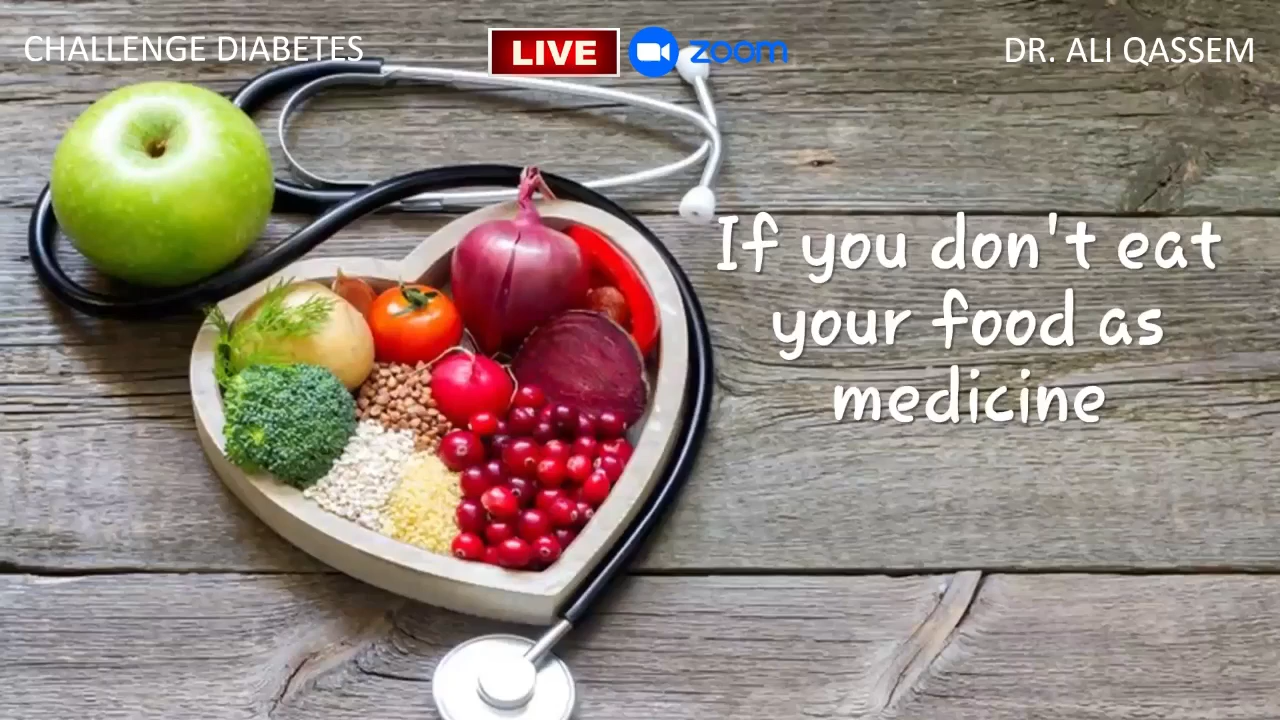 CHALLENGE DIABETES
LIVE
zoom
DR. ALI QASSEM
If you don't eat
your food as
medicine